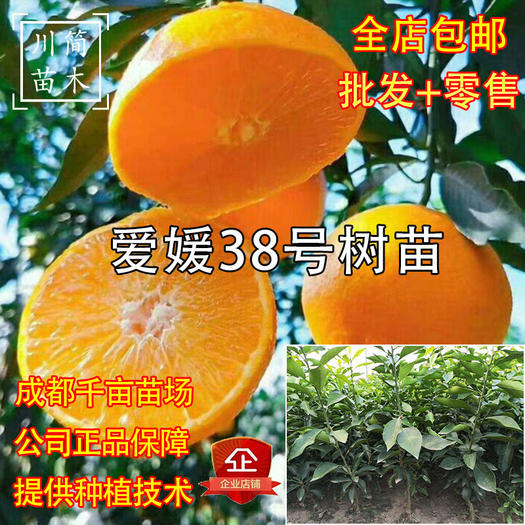 川简
苗木
全店包邮
批发+零售
爱媛38号树苗
成都千亩苗场
公司正品保障
提供种植技术
企
企业店铺